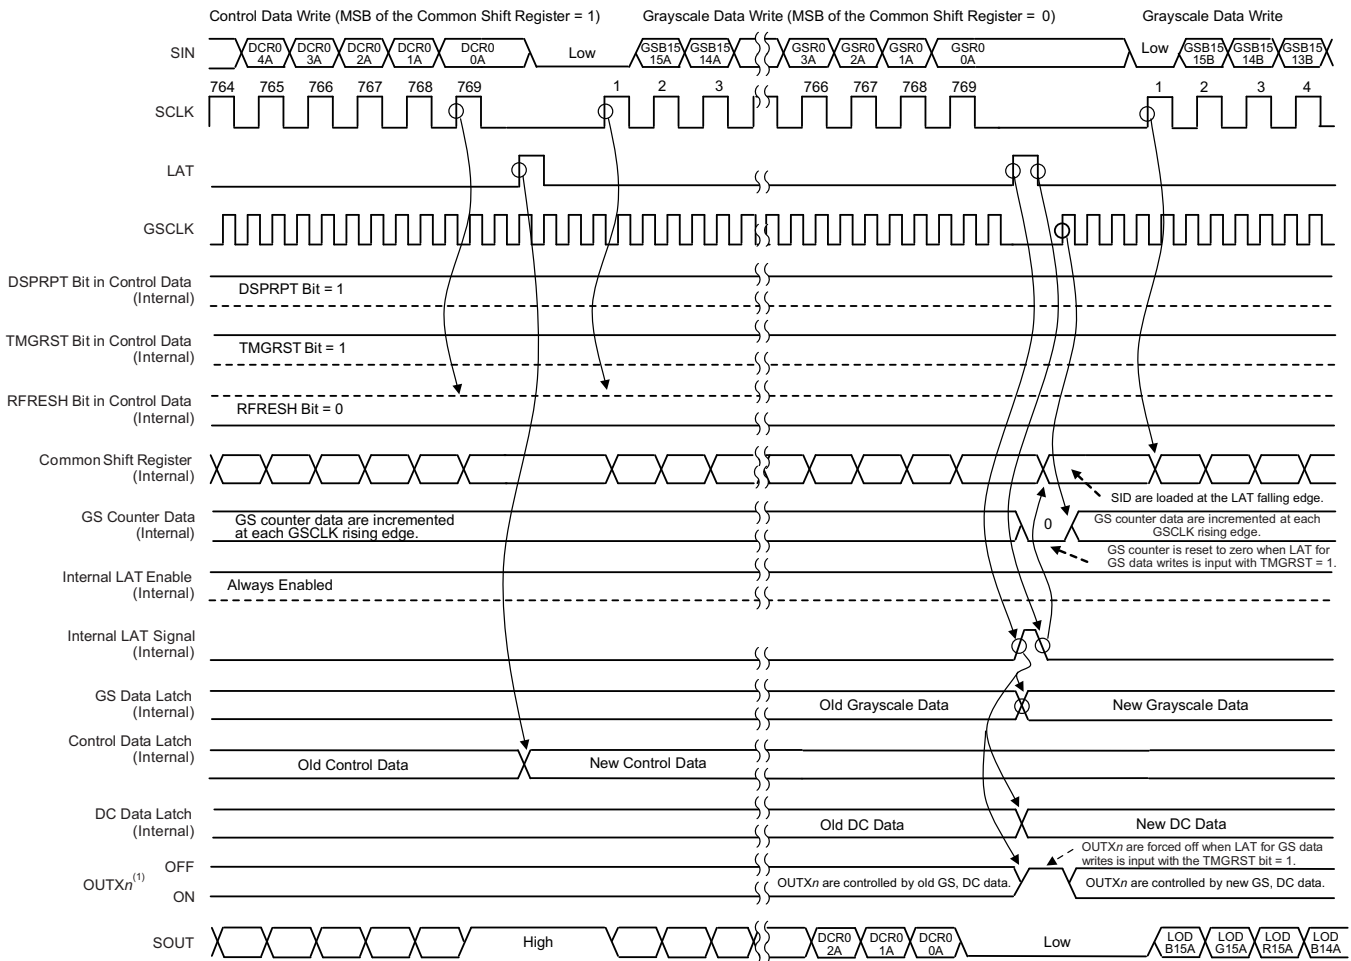 Control Data Write (MSB of the Common Shift Register = 1)
Grayscale Data Write (MSB of the Common Shift Register = 0)
Grayscale Data Write
SIN
DCR0 4A
DCR0 3A
DCR0 2A
DCR0 1A
DCR0 0A
Low
GSB15 15A
GSB15 14A
GSR0 3A
GSR0 2A
GSR0 1A
GSR0 0A
Low
GSB15 15B
GSB15 14B
GSB15 13B
764 765 766 767 768 769 1 2 3 766 767 768 769 1 2 3 4
SCLK
LAT
GSCLK
DSPRPT Bit in Control Data
(Internal)
DSPRPT Bit = 1
TMGRST Bit in Control Data
(Internal)
TMGRST Bit = 1
RFRESH Bit in Control Data
(Internal)
RFRESH Bit = 0
Common Shift Register
(Internal)
SID are loaded at the LAT falling edge.
GS Counter Data
(Internal)
GS counter data are incremented
at each GSCLK rising edge.
0
GS counter data are incremented at each
GSCLK rising edge.
GS counter is reset to zero when LAT for
GS data writes is input with TMGRST = 1.
Internal LAT Enable
(Internal)
Always Enabled
Internal LAT Signal
(Internal)
GS Data Latch
(Internal)
Old Grayscale Data
New Grayscale Data
Control Data Latch
(Internal)
Old Control Data
New Control Data
DC Data Latch
(Internal)
Old DC Data
New DC Data
OUTXn are forced off when LAT for GS data
writes is input with the TMGRST bit = 1.
OUTXn(1)
OFF
ON
OUTXn are controlled by old GS, DC data.
OUTXn are controlled by new GS, DC data.
SOUT
High
DCR0 2A
DCR0 1A
DCR0 0A
Low
LOD B15A
LOD G15A
LOD R15A
LOD B14A